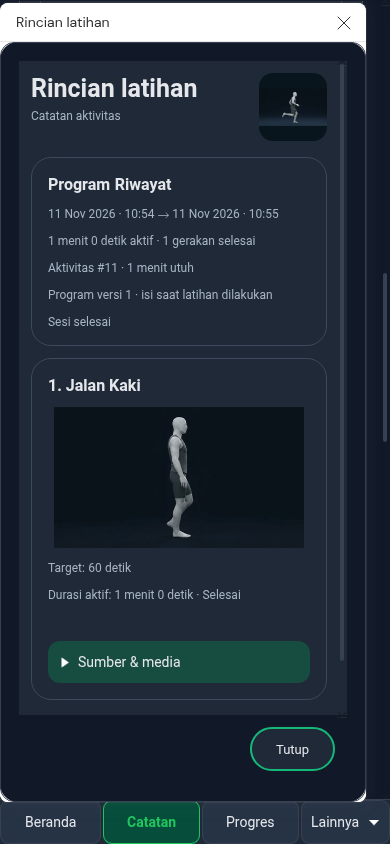 Rincian latihan
Rincian latihan
Catatan aktivitas
Program Riwayat
11 Nov 2026 · 10:54 → 11 Nov 2026 · 10:55
1 menit 0 detik aktif · 1 gerakan selesai
Aktivitas #11 · 1 menit utuh
Program versi 1 · isi saat latihan dilakukan
Sesi selesai
1. Jalan Kaki
Target: 60 detik
Durasi aktif: 1 menit 0 detik · Selesai
Sumber & media
Tutup
Beranda
Catatan
Progres
Lainnya